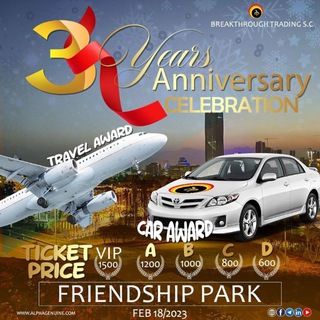 BREAKTHROUGH TRADING S.C
3
Years
Anniversary
CELEBRATION
TRAVEL AWARD
CAR AWARD
TICKET PRICE
VIP 1500
A 1200
B 1000
C 800
D 600
FRIENDSHIP PARK
WWW.ALPHAGENUINE.COM
FEB 18/2023